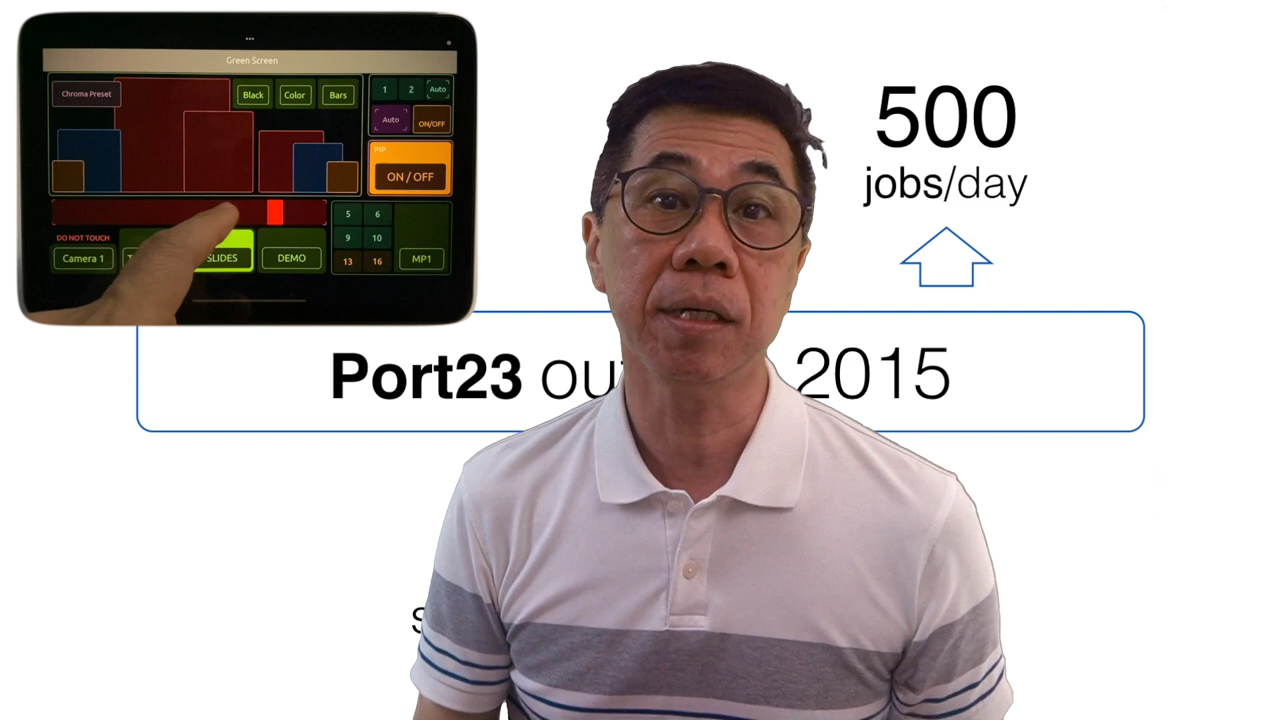 Green Screen
Chroma Preset
Black
Color
Bars
1 2 Auto
Auto
ON/OFF
PIP
ON / OFF
5 6
9 10
13 16
DO NOT TOUCH
Camera 1
SLIDES
DEMO
MP1
500
jobs/day
Port23 2015